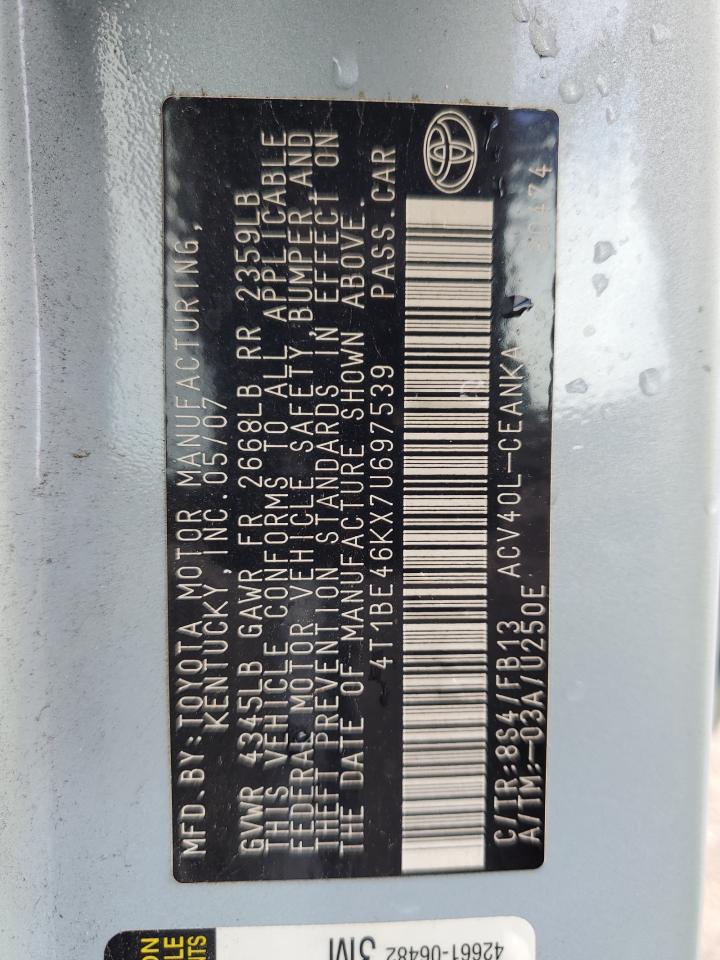 MFD. BY: TOYOTA MOTOR MANUFACTURING,
KENTUCKY, INC. 05/07
GVWR 4345LB GAWR FR 2668LB RR 2359LB
THIS VEHICLE CONFORMS TO ALL APPLICABLE
FEDERAL MOTOR VEHICLE SAFETY, BUMPER, AND
THEFT PREVENTION STANDARDS IN EFFECT ON
THE DATE OF MANUFACTURE SHOWN ABOVE.
4T1BE46KX7U697539 PASS. CAR
C/TR: 8S4/FB13 ACV40L-CEANKA
A/TM: -03A/U250E
42661-06482
3M